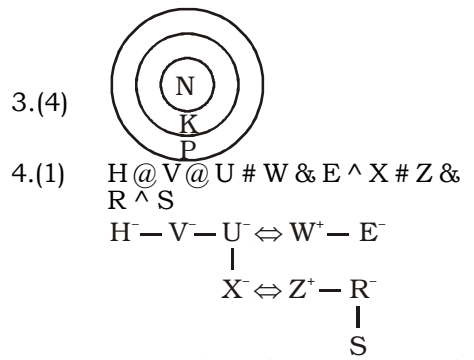 N
K
P
3.(4)
4.(1) H @ V @ U # W & E ^ X # Z &
R ^ S
H⁻ — V⁻ — U⁻ ⇔ W⁺ — E⁻
|
X⁻ ⇔ Z⁺ — R⁻
|
S